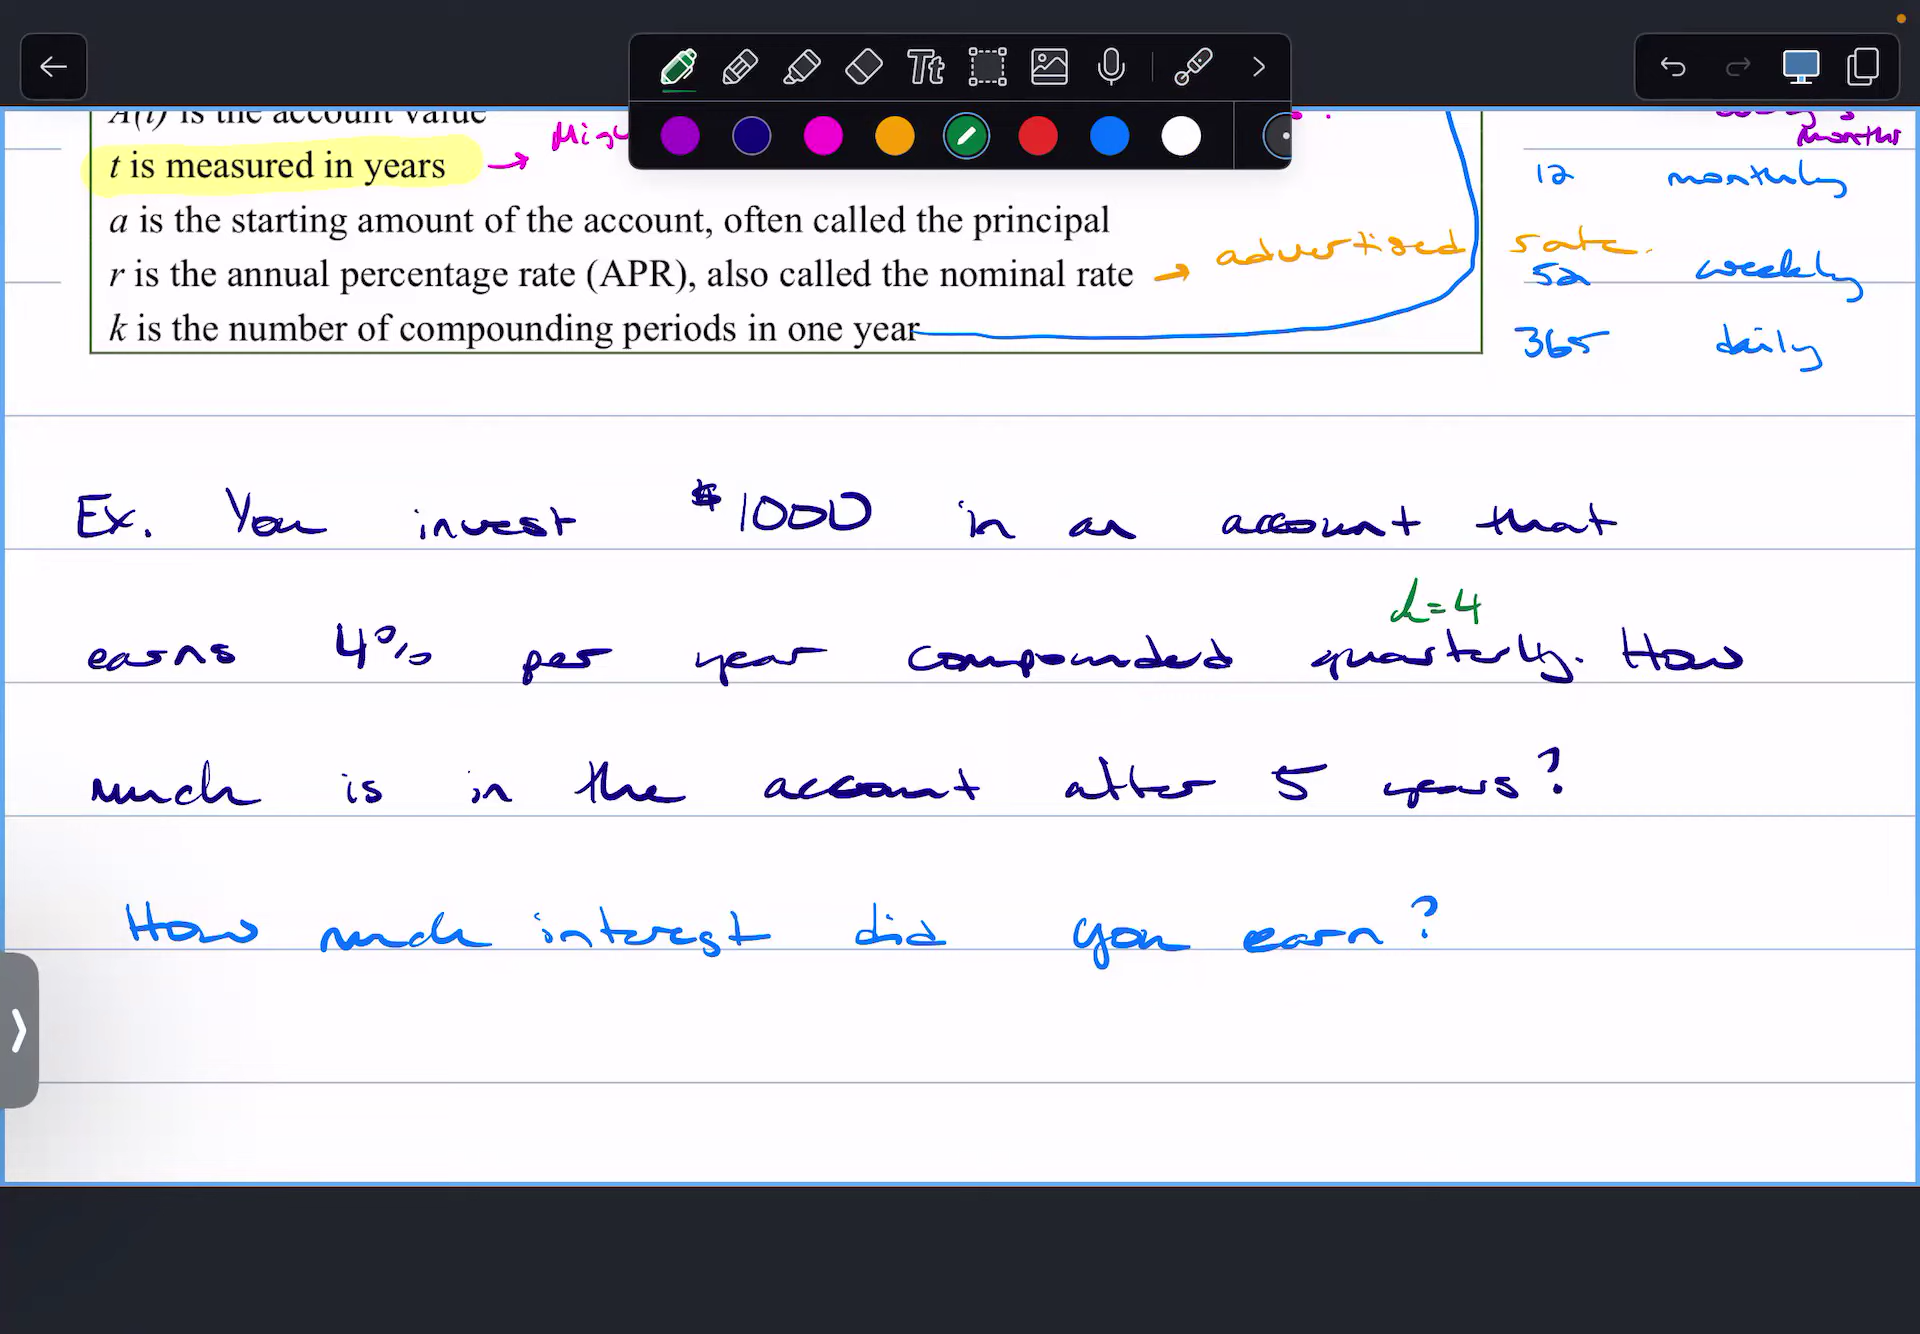 Tt
A(t) is the account value
t is measured in years →
months
12 monthly
a is the starting amount of the account, often called the principal
r is the annual percentage rate (APR), also called the nominal rate → advertised rate.
52 weekly
k is the number of compounding periods in one year
365 daily
Ex. You invest $1000 in an account that
k=4
earns 4% per year compounded quarterly. How
much is in the account after 5 years?
How much interest did you earn?